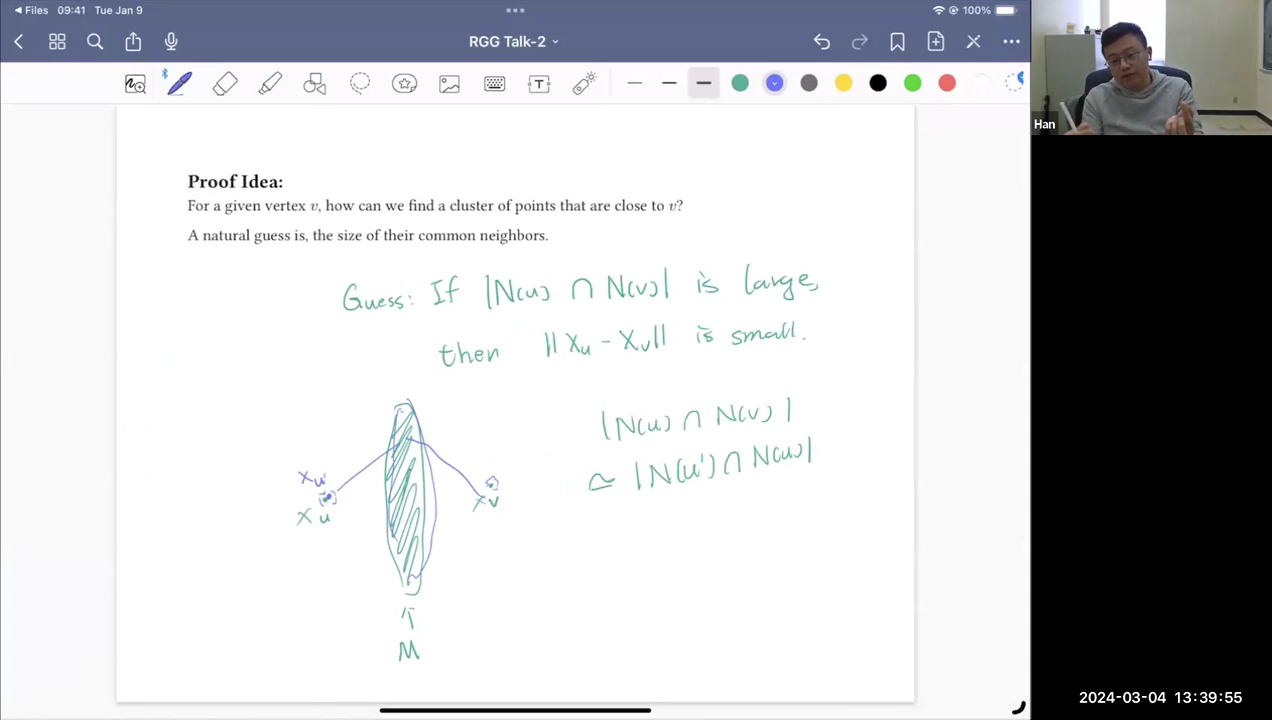 Files 09:41 Tue Jan 9
100%
RGG Talk-2
T
Han
Proof Idea:
For a given vertex v, how can we find a cluster of points that are close to v?
A natural guess is, the size of their common neighbors.
Guess: If |N(u) ∩ N(v)| is large,
then ||Xu - Xv|| is small.
|N(u) ∩ N(v)|
≃ |N(u') ∩ N(u)|
Xu'
Xu
Xv
↑
M
2024-03-04 13:39:55